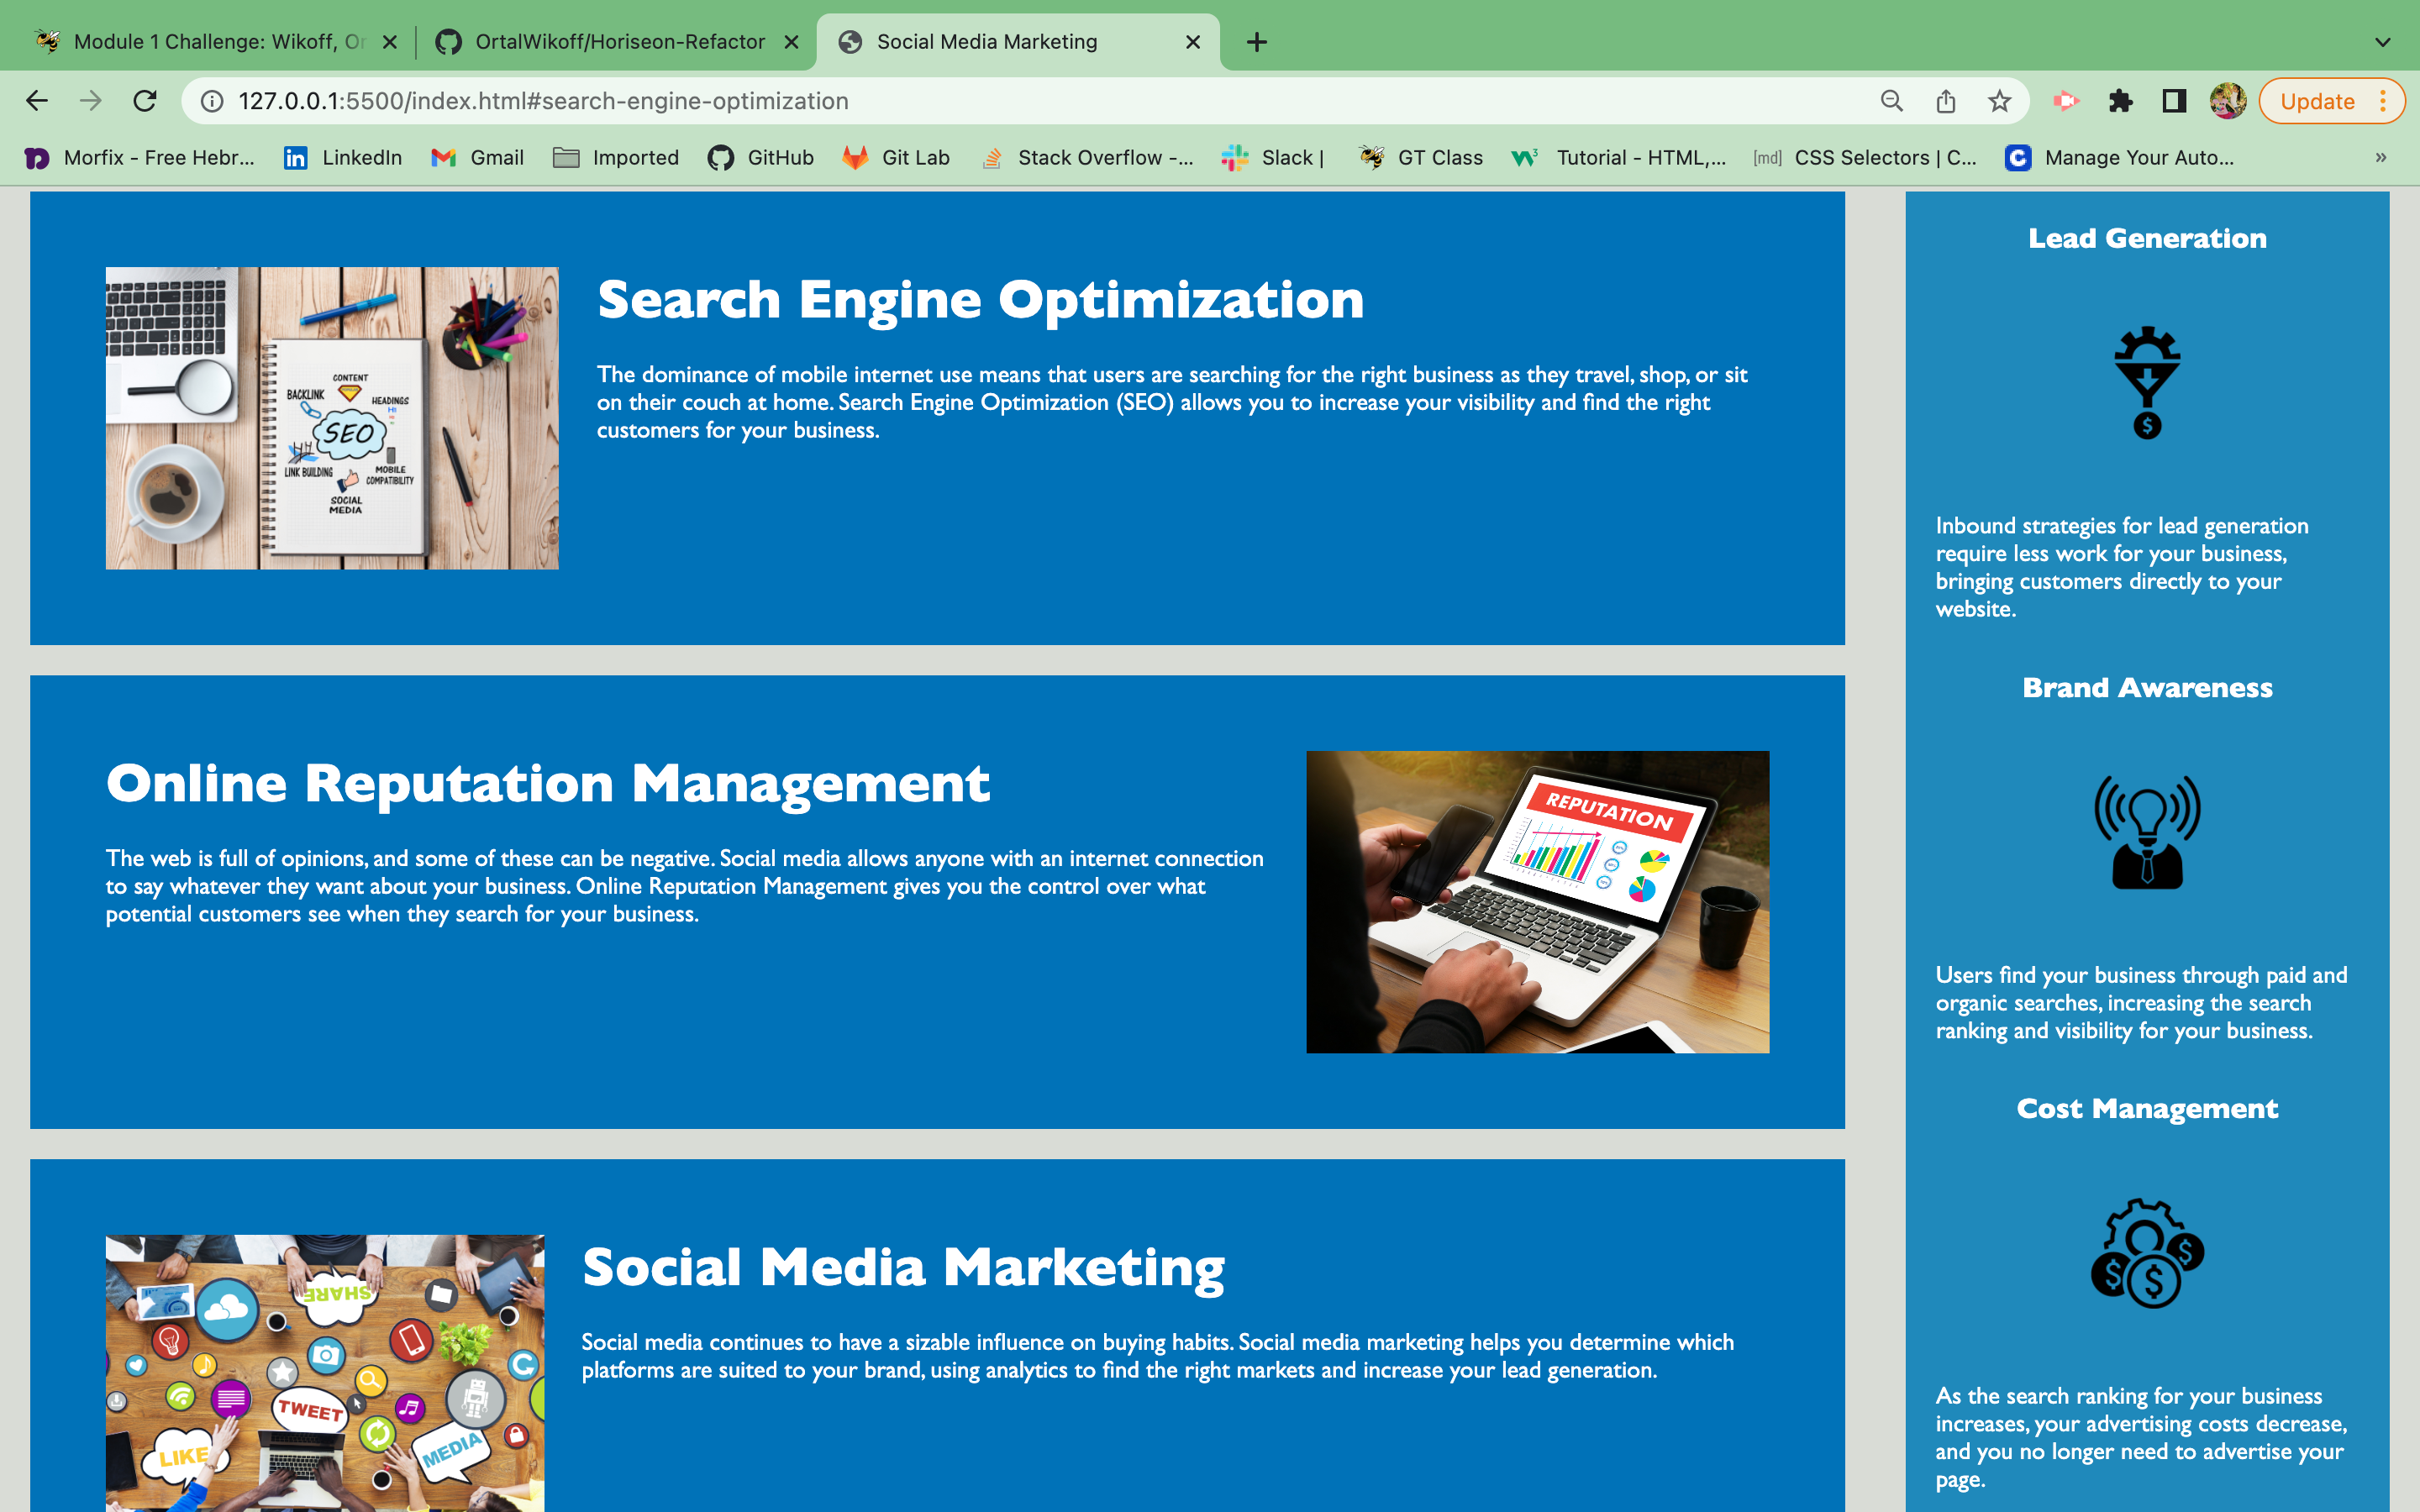 Module 1 Challenge: Wikoff, Or
OrtalWikoff/Horiseon-Refactor
Social Media Marketing
127.0.0.1:5500/index.html#search-engine-optimization
Update
Morfix - Free Hebr...
LinkedIn
Gmail
Imported
GitHub
Git Lab
Stack Overflow -...
Slack |
GT Class
Tutorial - HTML,...
[md]
CSS Selectors | C...
Manage Your Auto...
»
CONTENT
BACKLINK
HEADINGS
H1
SEO
LINK BUILDING
MOBILE
COMPATIBILITY
SOCIAL
MEDIA
Search Engine Optimization
The dominance of mobile internet use means that users are searching for the right business as they travel, shop, or sit
on their couch at home. Search Engine Optimization (SEO) allows you to increase your visibility and find the right
customers for your business.
Online Reputation Management
The web is full of opinions, and some of these can be negative. Social media allows anyone with an internet connection
to say whatever they want about your business. Online Reputation Management gives you the control over what
potential customers see when they search for your business.
REPUTATION
SHARE
TWEET
LIKE
MEDIA
Social Media Marketing
Social media continues to have a sizable influence on buying habits. Social media marketing helps you determine which
platforms are suited to your brand, using analytics to find the right markets and increase your lead generation.
Lead Generation
$
Inbound strategies for lead generation
require less work for your business,
bringing customers directly to your
website.
Brand Awareness
Users find your business through paid and
organic searches, increasing the search
ranking and visibility for your business.
Cost Management
$
$
$
As the search ranking for your business
increases, your advertising costs decrease,
and you no longer need to advertise your
page.